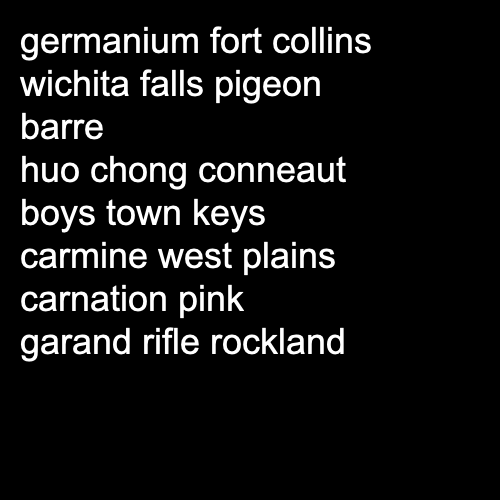 germanium fort collins
wichita falls pigeon
barre
huo chong conneaut
boys town keys
carmine west plains
carnation pink
garand rifle rockland